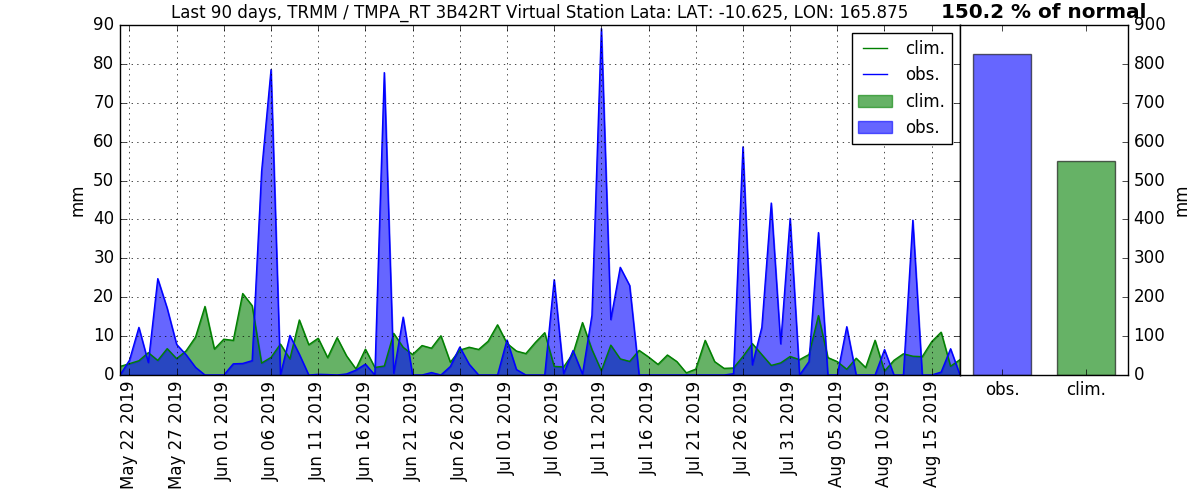 Last 90 days, TRMM / TMPA_RT 3B42RT Virtual Station Lata: LAT: -10.625, LON: 165.875
150.2 % of normal
90
80
70
60
50
40
30
20
10
0
mm
clim.
obs.
clim.
obs.
900
800
700
600
500
400
300
200
100
0
mm
May 22 2019
May 27 2019
Jun 01 2019
Jun 06 2019
Jun 11 2019
Jun 16 2019
Jun 21 2019
Jun 26 2019
Jul 01 2019
Jul 06 2019
Jul 11 2019
Jul 16 2019
Jul 21 2019
Jul 26 2019
Jul 31 2019
Aug 05 2019
Aug 10 2019
Aug 15 2019
obs.
clim.